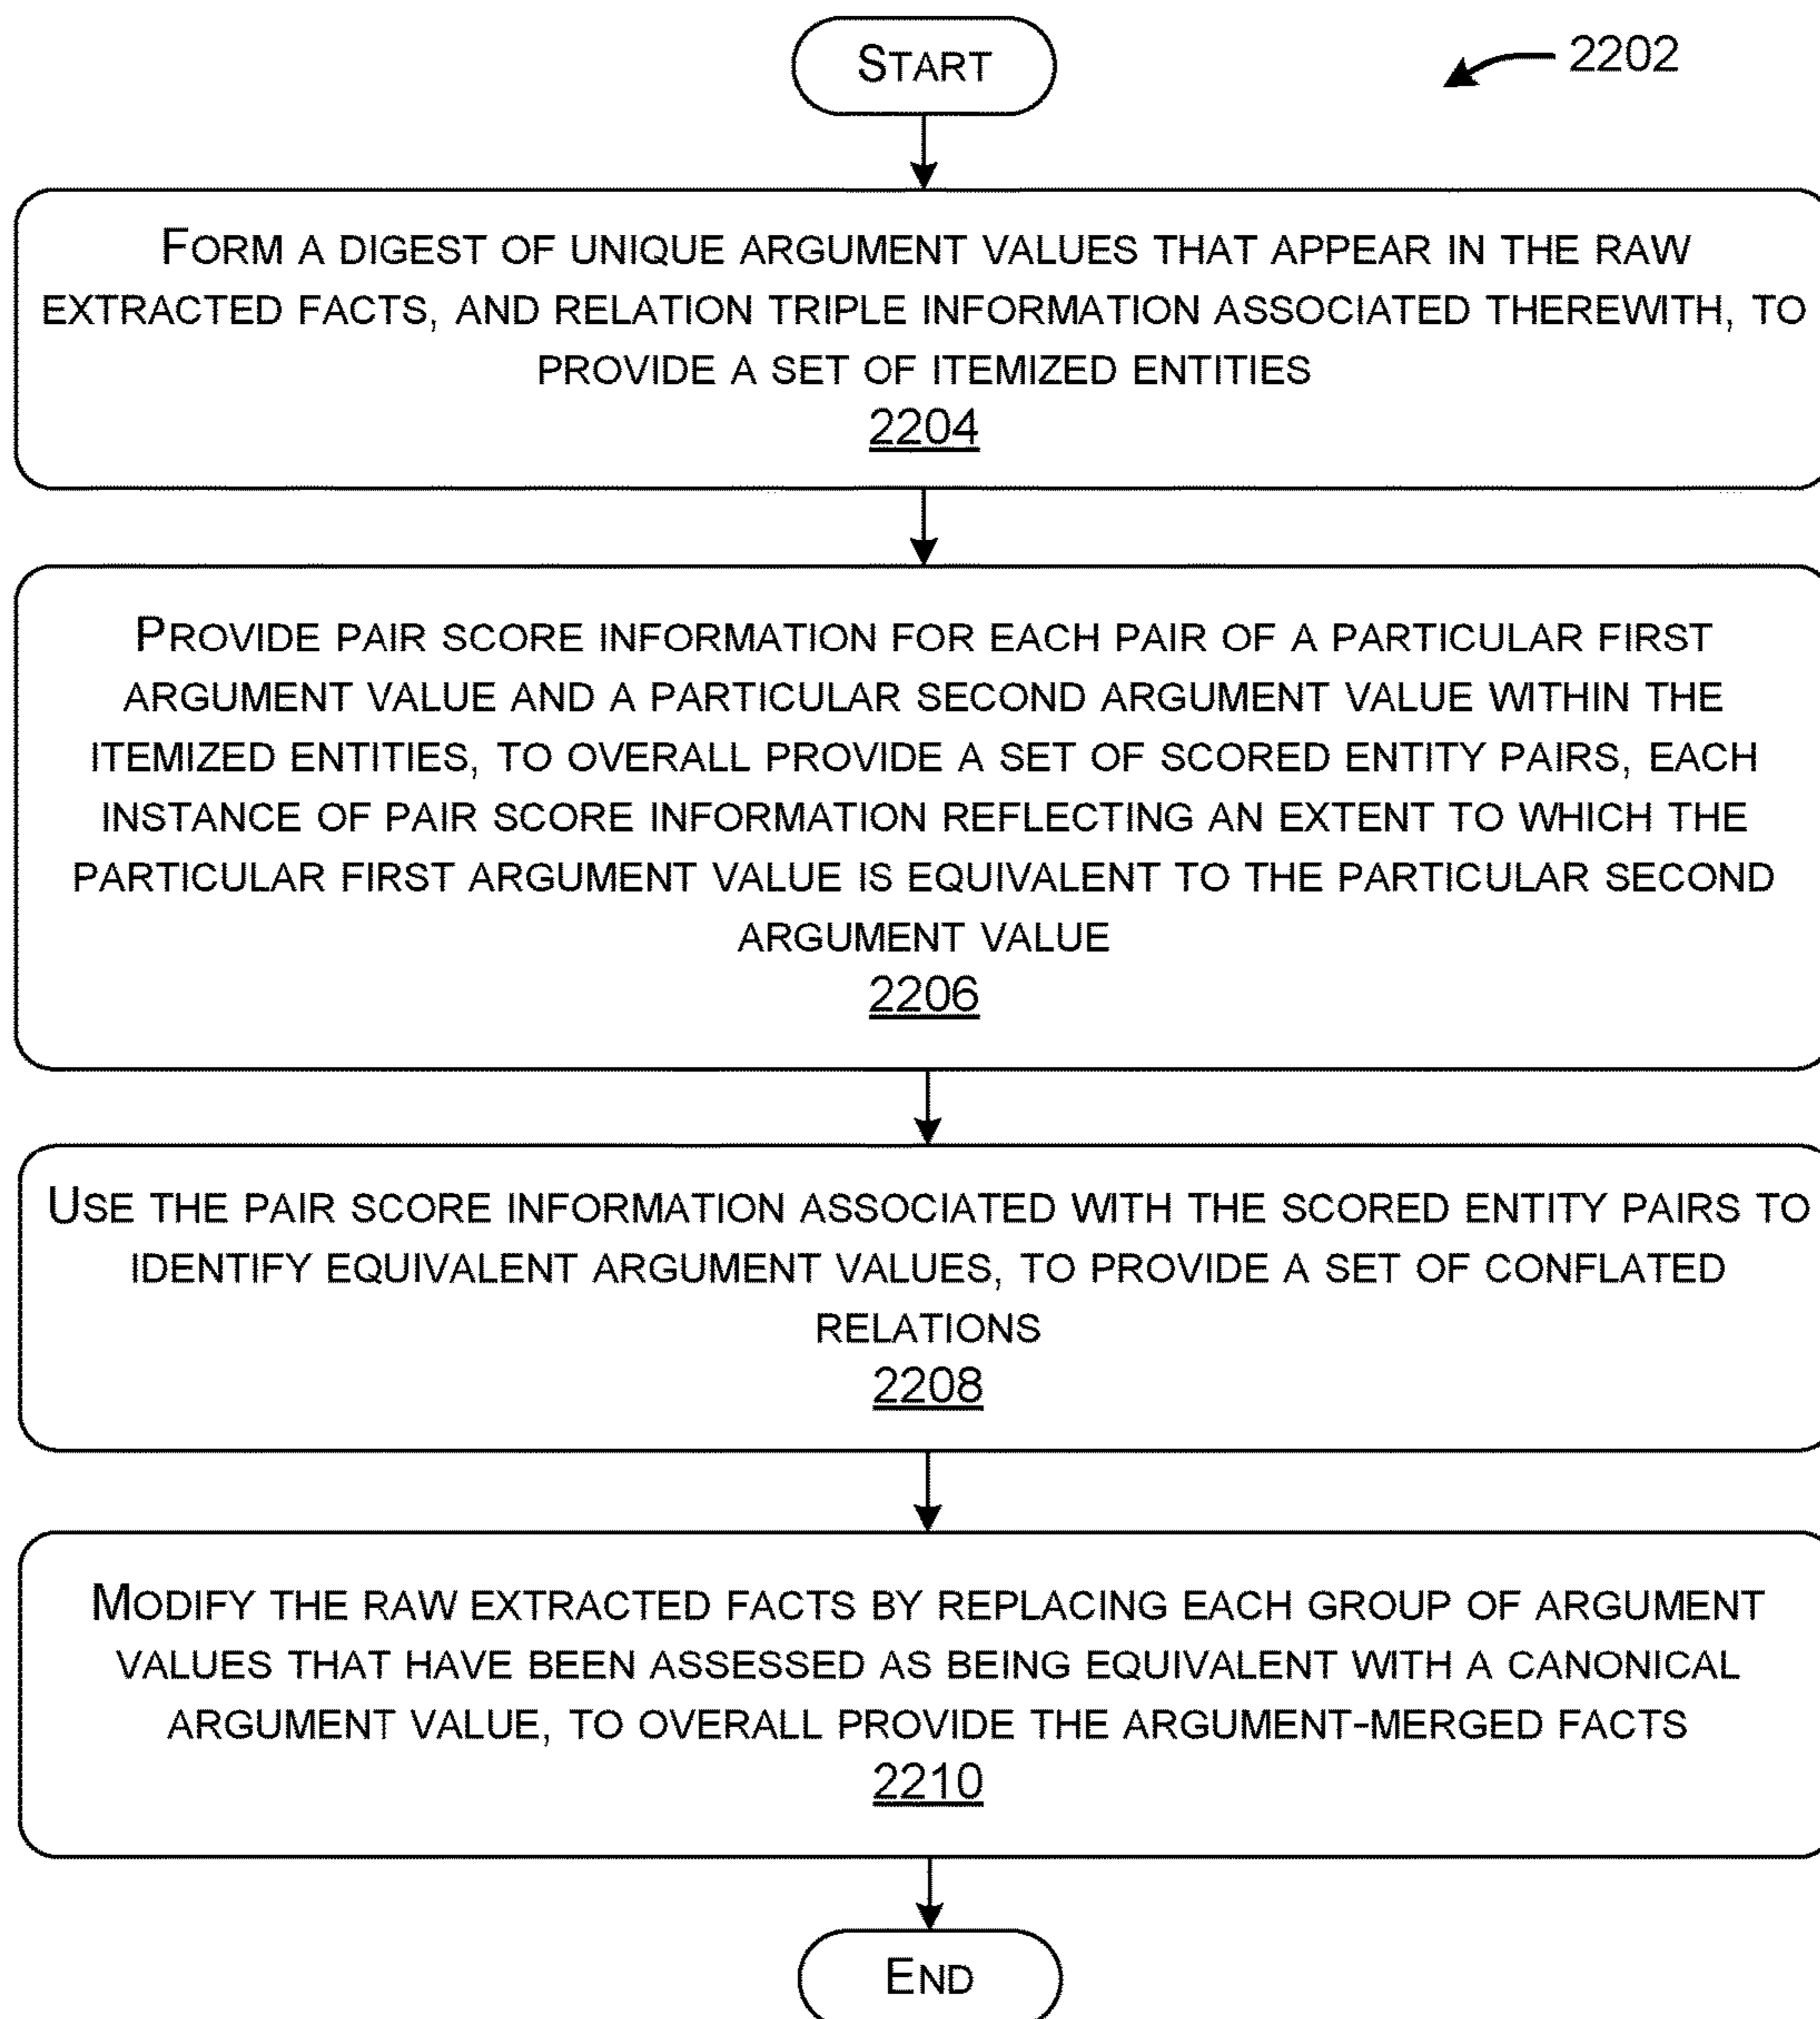 START
2202
FORM A DIGEST OF UNIQUE ARGUMENT VALUES THAT APPEAR IN THE RAW
EXTRACTED FACTS, AND RELATION TRIPLE INFORMATION ASSOCIATED THEREWITH, TO
PROVIDE A SET OF ITEMIZED ENTITIES
2204
PROVIDE PAIR SCORE INFORMATION FOR EACH PAIR OF A PARTICULAR FIRST
ARGUMENT VALUE AND A PARTICULAR SECOND ARGUMENT VALUE WITHIN THE
ITEMIZED ENTITIES, TO OVERALL PROVIDE A SET OF SCORED ENTITY PAIRS, EACH
INSTANCE OF PAIR SCORE INFORMATION REFLECTING AN EXTENT TO WHICH THE
PARTICULAR FIRST ARGUMENT VALUE IS EQUIVALENT TO THE PARTICULAR SECOND
ARGUMENT VALUE
2206
USE THE PAIR SCORE INFORMATION ASSOCIATED WITH THE SCORED ENTITY PAIRS TO
IDENTIFY EQUIVALENT ARGUMENT VALUES, TO PROVIDE A SET OF CONFLATED
RELATIONS
2208
MODIFY THE RAW EXTRACTED FACTS BY REPLACING EACH GROUP OF ARGUMENT
VALUES THAT HAVE BEEN ASSESSED AS BEING EQUIVALENT WITH A CANONICAL
ARGUMENT VALUE, TO OVERALL PROVIDE THE ARGUMENT-MERGED FACTS
2210
END